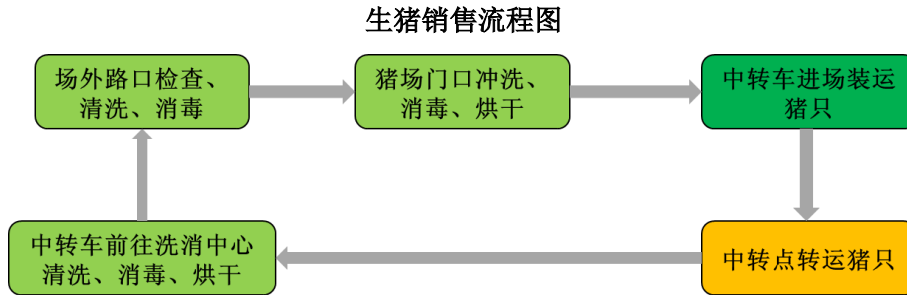 生猪销售流程图
场外路口检查、
清洗、消毒
猪场门口冲洗、
消毒、烘干
中转车进场装运
猪只
中转车前往洗消中心
清洗、消毒、烘干
中转点转运猪只